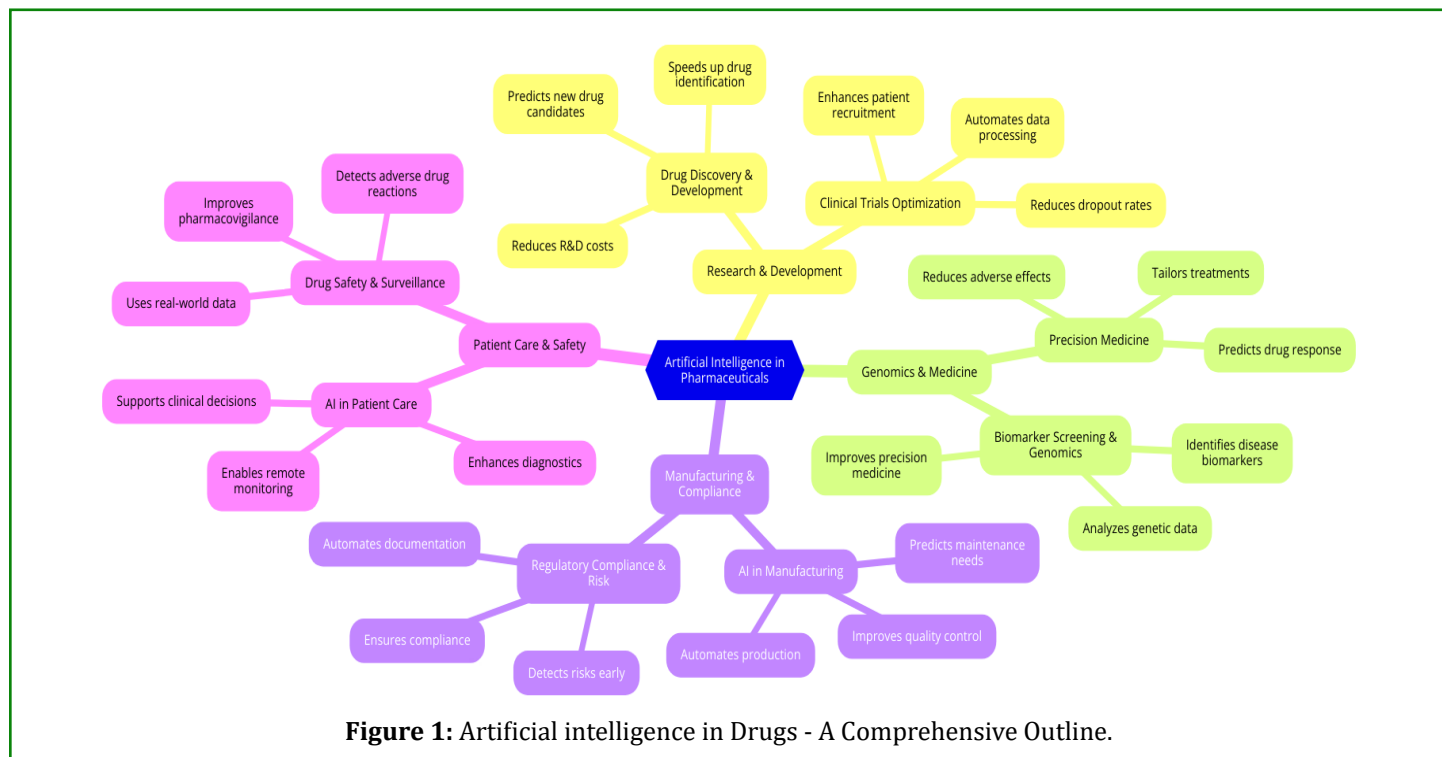 Speeds up drug
identification
Predicts new drug
candidates
Drug Discovery &
Development
Reduces R&D costs
Enhances patient
recruitment
Automates data
processing
Clinical Trials Optimization
Reduces dropout rates
Research & Development
Detects adverse drug
reactions
Improves
pharmacovigilance
Drug Safety & Surveillance
Uses real-world data
Patient Care & Safety
Supports clinical decisions
AI in Patient Care
Enables remote
monitoring
Enhances diagnostics
Artificial Intelligence in
Pharmaceuticals
Reduces adverse effects
Tailors treatments
Precision Medicine
Predicts drug response
Genomics & Medicine
Biomarker Screening &
Genomics
Improves precision
medicine
Identifies disease
biomarkers
Analyzes genetic data
Manufacturing &
Compliance
Automates documentation
Regulatory Compliance &
Risk
Ensures compliance
Detects risks early
AI in Manufacturing
Predicts maintenance
needs
Improves quality control
Automates production
Figure 1: Artificial intelligence in Drugs - A Comprehensive Outline.